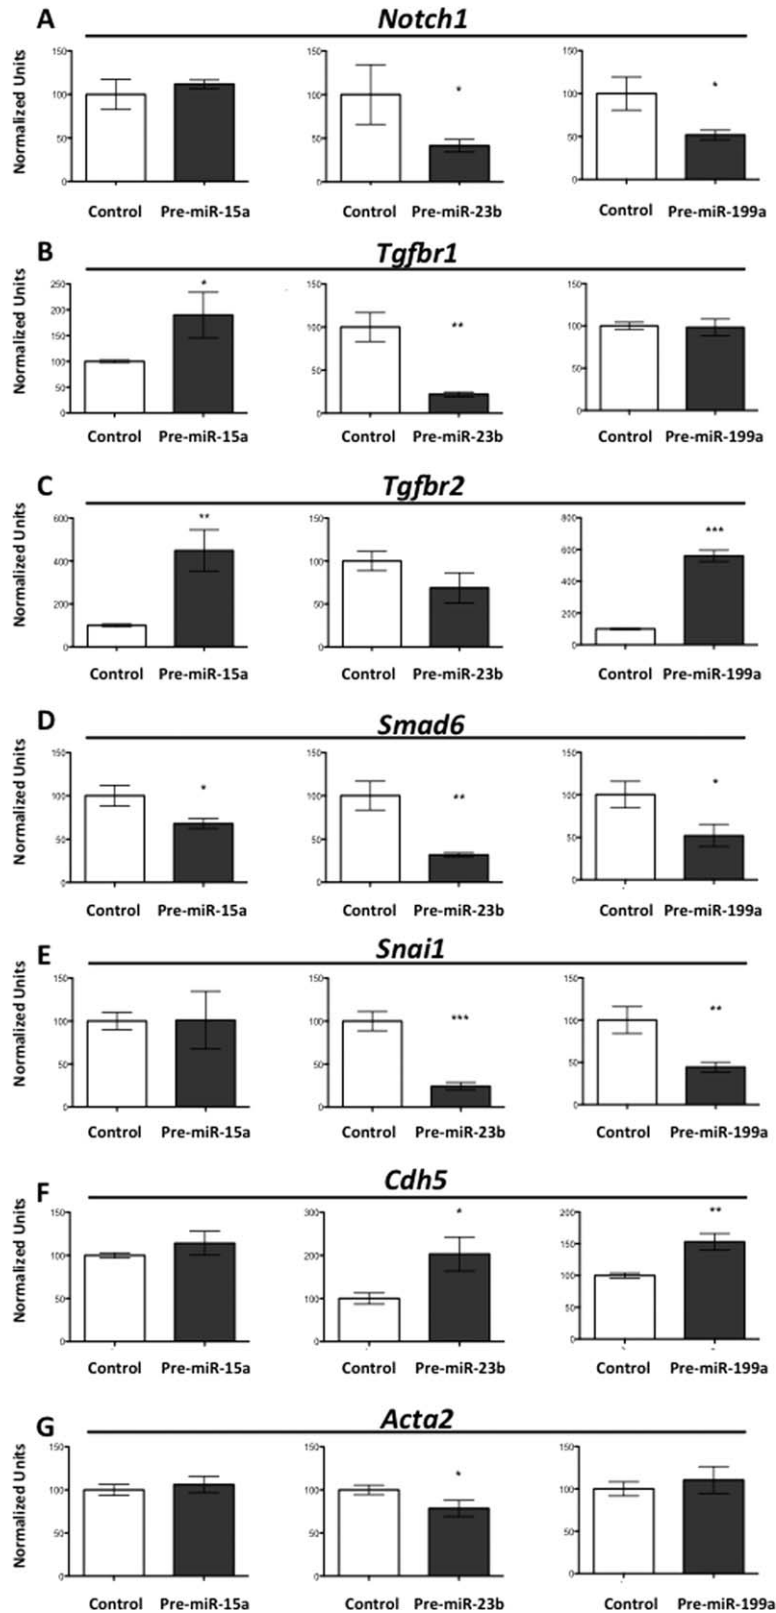 A
Notch1
Normalized Units
150 100 50 0
150 100 50 0
150 100 50 0
*
*
Control Pre-miR-15a
Control Pre-miR-23b
Control Pre-miR-199a
B
Tgfbr1
Normalized Units
250 200 150 100 50 0
150 100 50 0
150 100 50 0
*
**
Control Pre-miR-15a
Control Pre-miR-23b
Control Pre-miR-199a
C
Tgfbr2
Normalized Units
600 400 200 0
150 100 50 0
800 600 400 200 0
**
***
Control Pre-miR-15a
Control Pre-miR-23b
Control Pre-miR-199a
D
Smad6
Normalized Units
150 100 50 0
150 100 50 0
150 100 50 0
*
**
*
Control Pre-miR-15a
Control Pre-miR-23b
Control Pre-miR-199a
E
Snai1
Normalized Units
150 100 50 0
150 100 50 0
150 100 50 0
***
**
Control Pre-miR-15a
Control Pre-miR-23b
Control Pre-miR-199a
F
Cdh5
Normalized Units
150 100 50 0
300 200 100 0
200 150 100 50 0
*
**
Control Pre-miR-15a
Control Pre-miR-23b
Control Pre-miR-199a
G
Acta2
Normalized Units
150 100 50 0
150 100 50 0
150 100 50 0
*
Control Pre-miR-15a
Control Pre-miR-23b
Control Pre-miR-199a